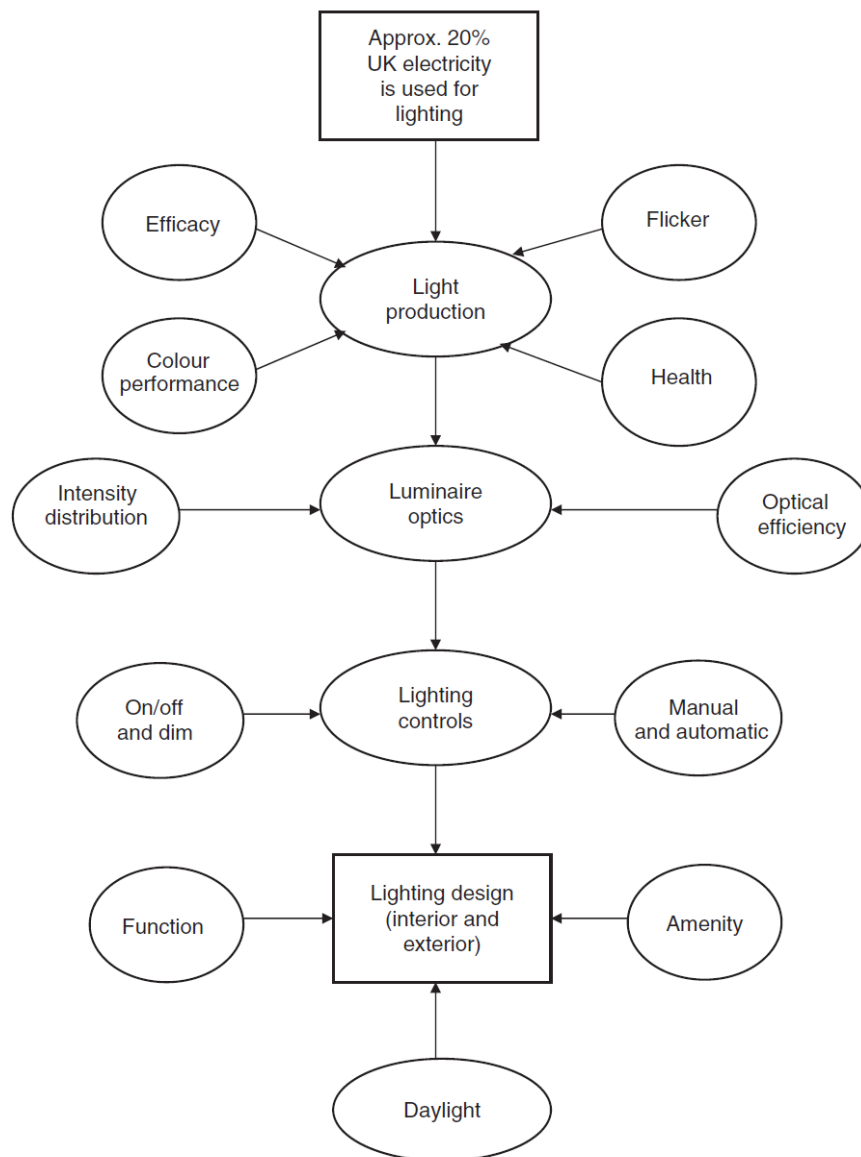 Approx. 20%
UK electricity
is used for
lighting
Efficacy
Flicker
Light
production
Colour
performance
Health
Intensity
distribution
Luminaire
optics
Optical
efficiency
On/off
and dim
Lighting
controls
Manual
and automatic
Function
Lighting design
(interior and
exterior)
Amenity
Daylight